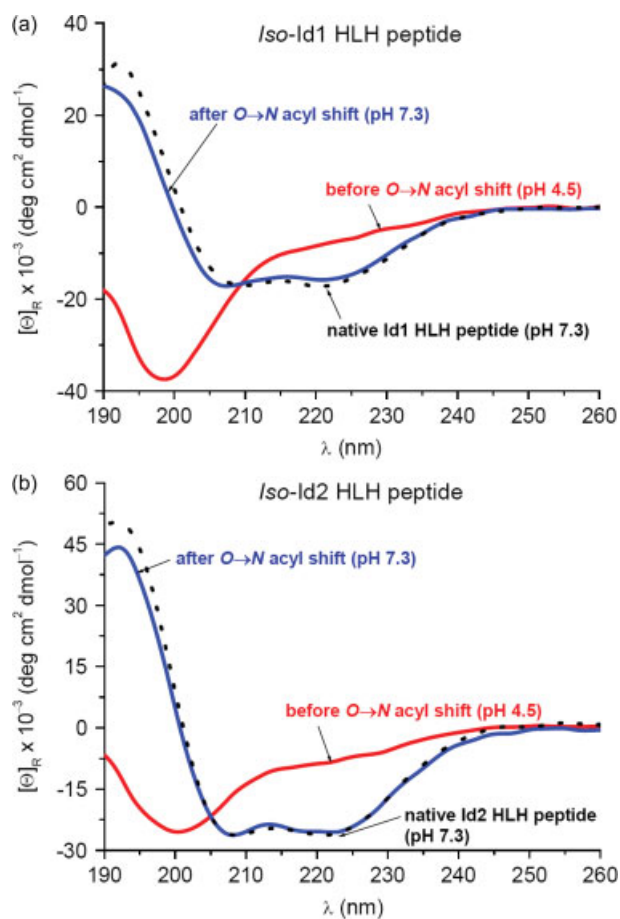 (a)
Iso-Id1 HLH peptide
after O→N acyl shift (pH 7.3)
before O→N acyl shift (pH 4.5)
native Id1 HLH peptide (pH 7.3)
[Θ]R x 10⁻³ (deg cm² dmol⁻¹)
40
20
0
-20
-40
190 200 210 220 230 240 250 260
λ (nm)
(b)
Iso-Id2 HLH peptide
after O→N acyl shift (pH 7.3)
before O→N acyl shift (pH 4.5)
native Id2 HLH peptide
(pH 7.3)
[Θ]R x 10⁻³ (deg cm² dmol⁻¹)
60
45
30
15
0
-15
-30
190 200 210 220 230 240 250 260
λ (nm)